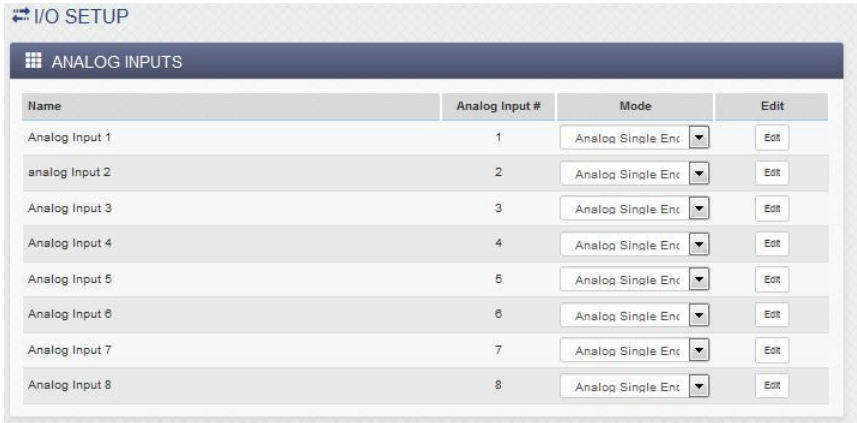 I/O SETUP
ANALOG INPUTS
Name Analog Input # Mode Edit
Analog Input 1 1 Analog Single Enc Edit
analog Input 2 2 Analog Single Enc Edit
Analog Input 3 3 Analog Single Enc Edit
Analog Input 4 4 Analog Single Enc Edit
Analog Input 5 5 Analog Single Enc Edit
Analog Input 6 6 Analog Single Enc Edit
Analog Input 7 7 Analog Single Enc Edit
Analog Input 8 8 Analog Single Enc Edit